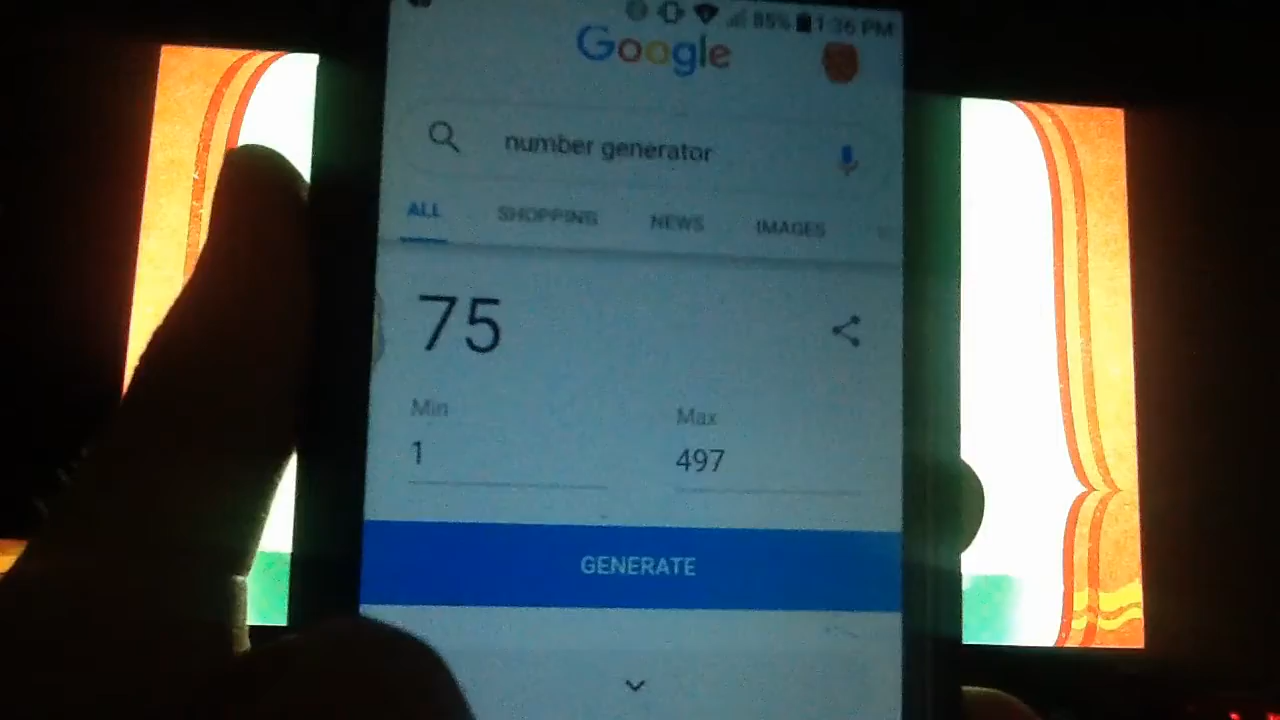 85% 1:36 PM
Google
number generator
ALL SHOPPING NEWS IMAGES
75
Min Max
1 497
GENERATE